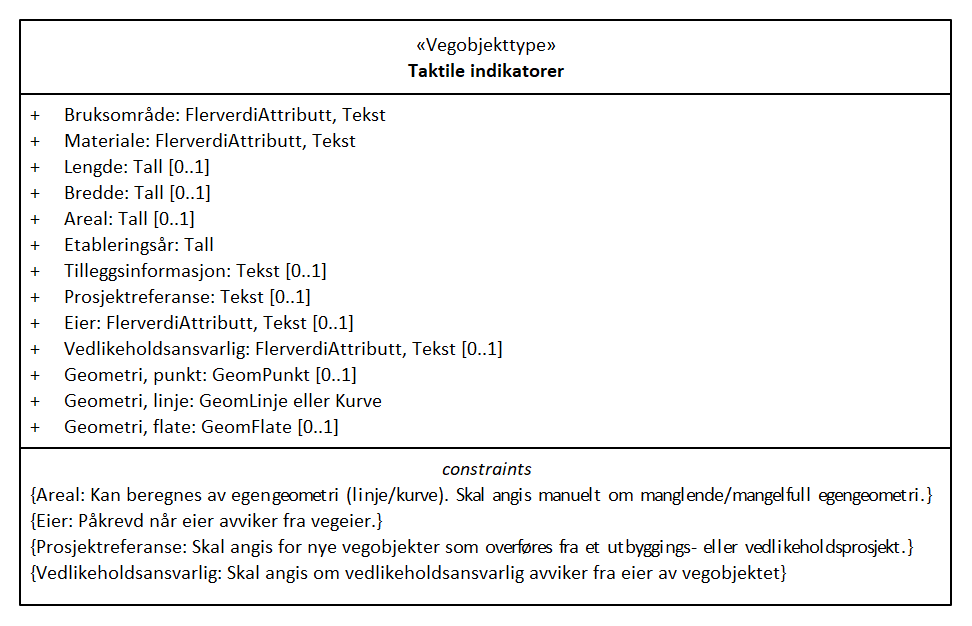 «Vegobjekttype»
Taktile indikatorer
+ Bruksområde: FlerverdiAttributt, Tekst
+ Materiale: FlerverdiAttributt, Tekst
+ Lengde: Tall [0..1]
+ Bredde: Tall [0..1]
+ Areal: Tall [0..1]
+ Etableringsår: Tall
+ Tilleggsinformasjon: Tekst [0..1]
+ Prosjektreferanse: Tekst [0..1]
+ Eier: FlerverdiAttributt, Tekst [0..1]
+ Vedlikeholdsansvarlig: FlerverdiAttributt, Tekst [0..1]
+ Geometri, punkt: GeomPunkt [0..1]
+ Geometri, linje: GeomLinje eller Kurve
+ Geometri, flate: GeomFlate [0..1]
constraints
{Areal: Kan beregnes av egengeometri (linje/kurve). Skal angis manuelt om manglende/mangelfull egengeometri.}
{Eier: Påkrevd når eier avviker fra vegeier.}
{Prosjektreferanse: Skal angis for nye vegobjekter som overføres fra et utbyggings- eller vedlikeholdsprosjekt.}
{Vedlikeholdsansvarlig: Skal angis om vedlikeholdsansvarlig avviker fra eier av vegobjektet}